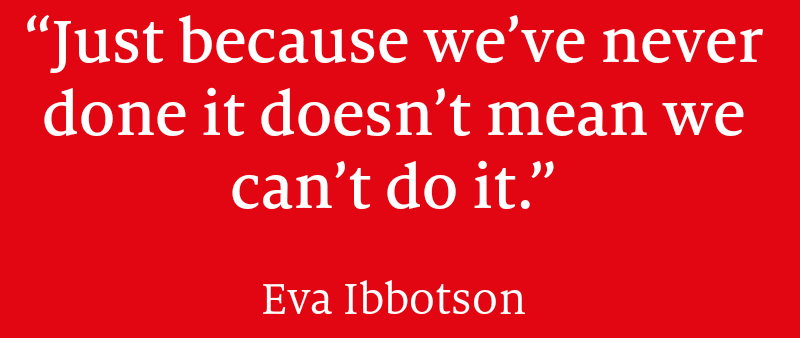 “Just because we’ve never
done it doesn’t mean we
can’t do it.”
Eva Ibbotson